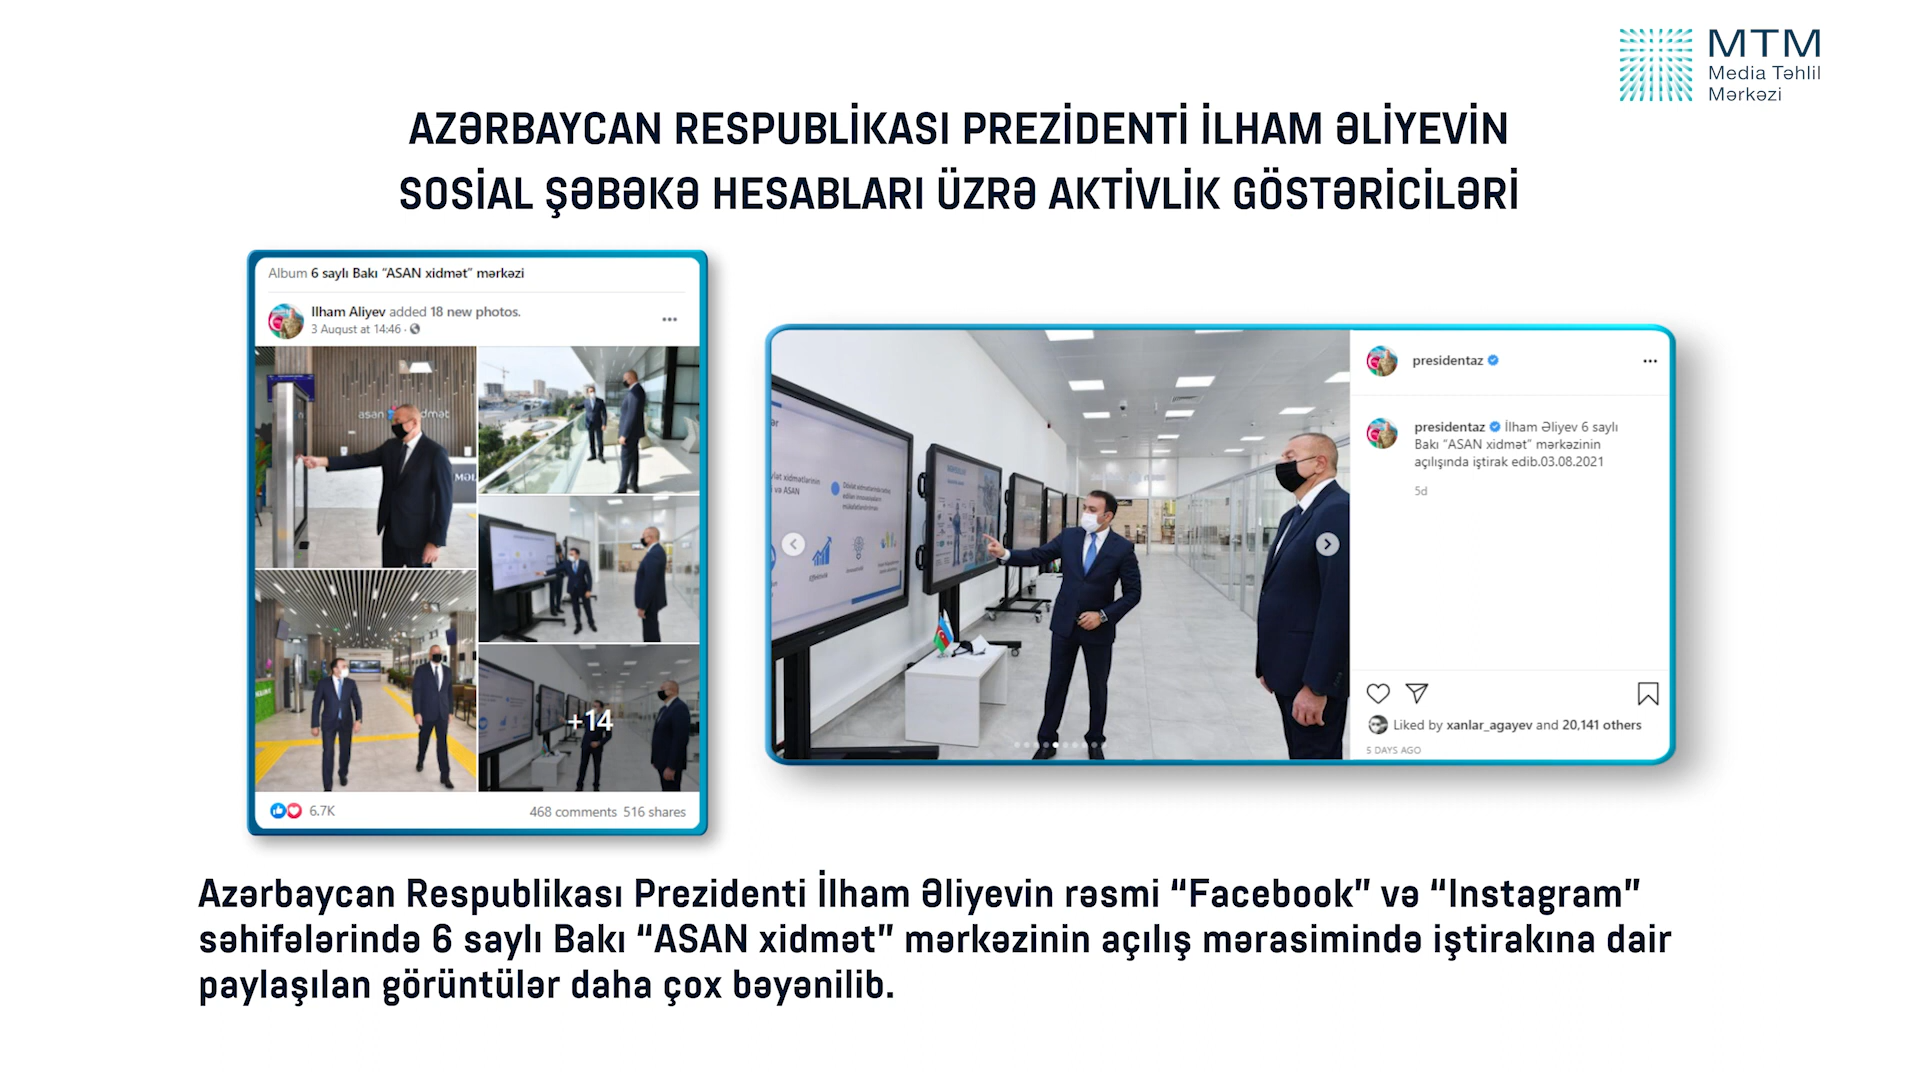 MTM
Media Təhlil
Mərkəzi
AZƏRBAYCAN RESPUBLİKASI PREZİDENTİ İLHAM ƏLİYEVİN
SOSİAL ŞƏBƏKƏ HESABLARI ÜZRƏ AKTİVLİK GÖSTƏRİCİLƏRİ
Album 6 saylı Bakı “ASAN xidmət” mərkəzi
Ilham Aliyev added 18 new photos.
3 August at 14:46
+14
6.7K
468 comments 516 shares
Effektivlik
presidentaz
presidentaz İlham Əliyev 6 saylı
Bakı “ASAN xidmət” mərkəzinin
açılışında iştirak edib.03.08.2021
5d
Liked by xanlar_agayev and 20,141 others
5 DAYS AGO
Azərbaycan Respublikası Prezidenti İlham Əliyevin rəsmi “Facebook” və “Instagram”
səhifələrində 6 saylı Bakı “ASAN xidmət” mərkəzinin açılış mərasimində iştirakına dair
paylaşılan görüntülər daha çox bəyənilib.